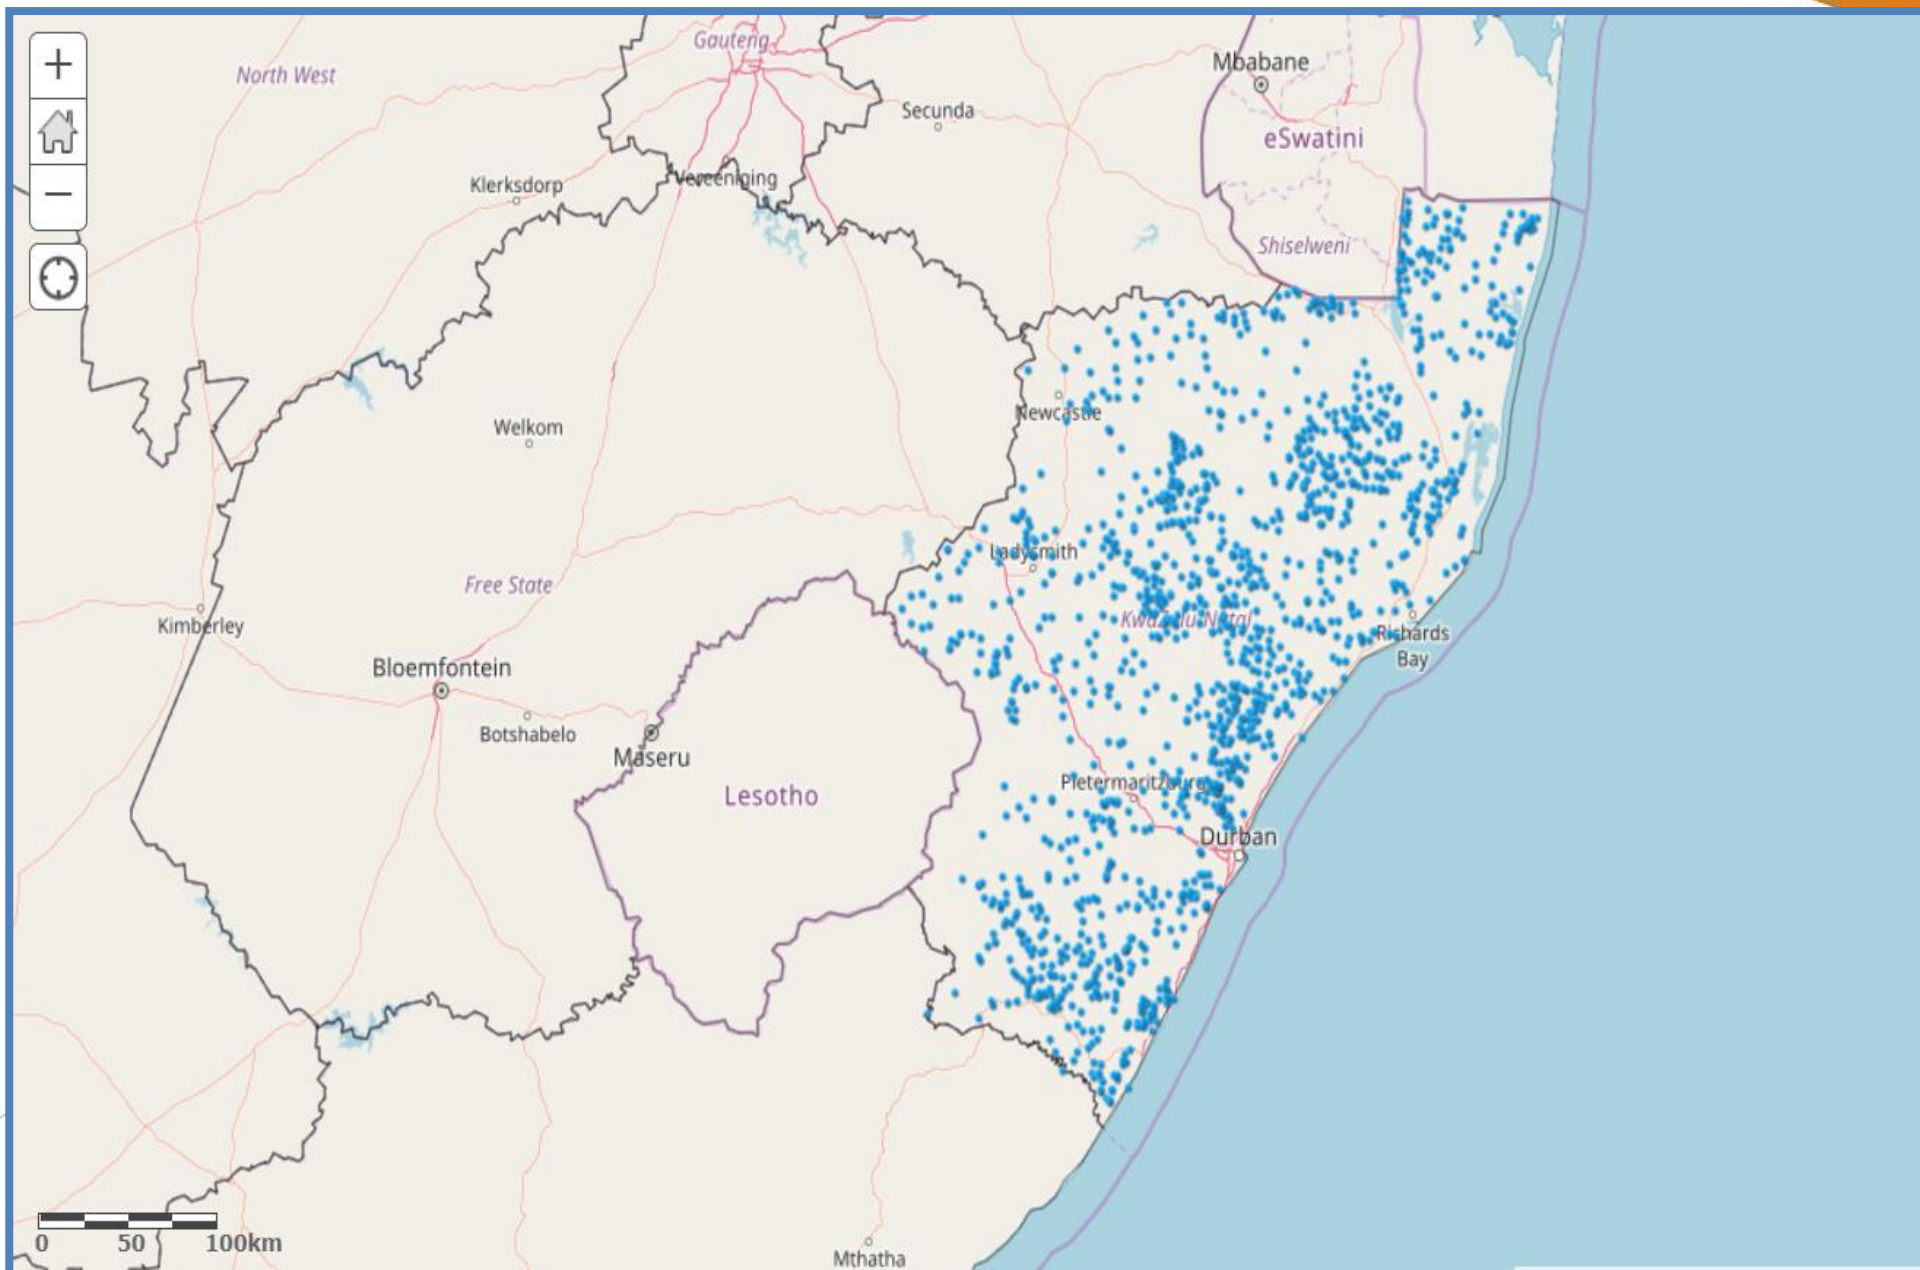 Gauteng
North West
Mbabane
Secunda
eSwatini
Vereeniging
Klerksdorp
Shiselweni
Newcastle
Welkom
Ladysmith
Free State
KwaZulu Natal
Kimberley
Richards
Bay
Bloemfontein
Botshabelo
Maseru
Pietermaritzburg
Lesotho
Durban
0 50 100km
Mthatha